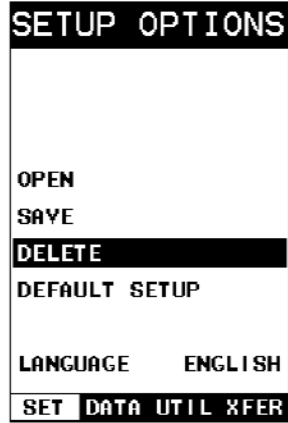 SETUP OPTIONS
OPEN
SAVE
DELETE
DEFAULT SETUP
LANGUAGE ENGLISH
SET DATA UTIL XFER